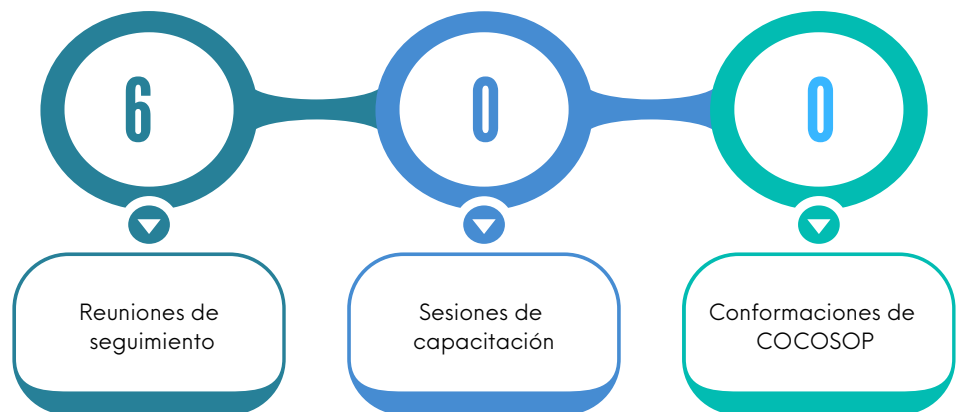 6
0
0
Reuniones de
seguimiento
Sesiones de
capacitación
Conformaciones de
COCOSOP